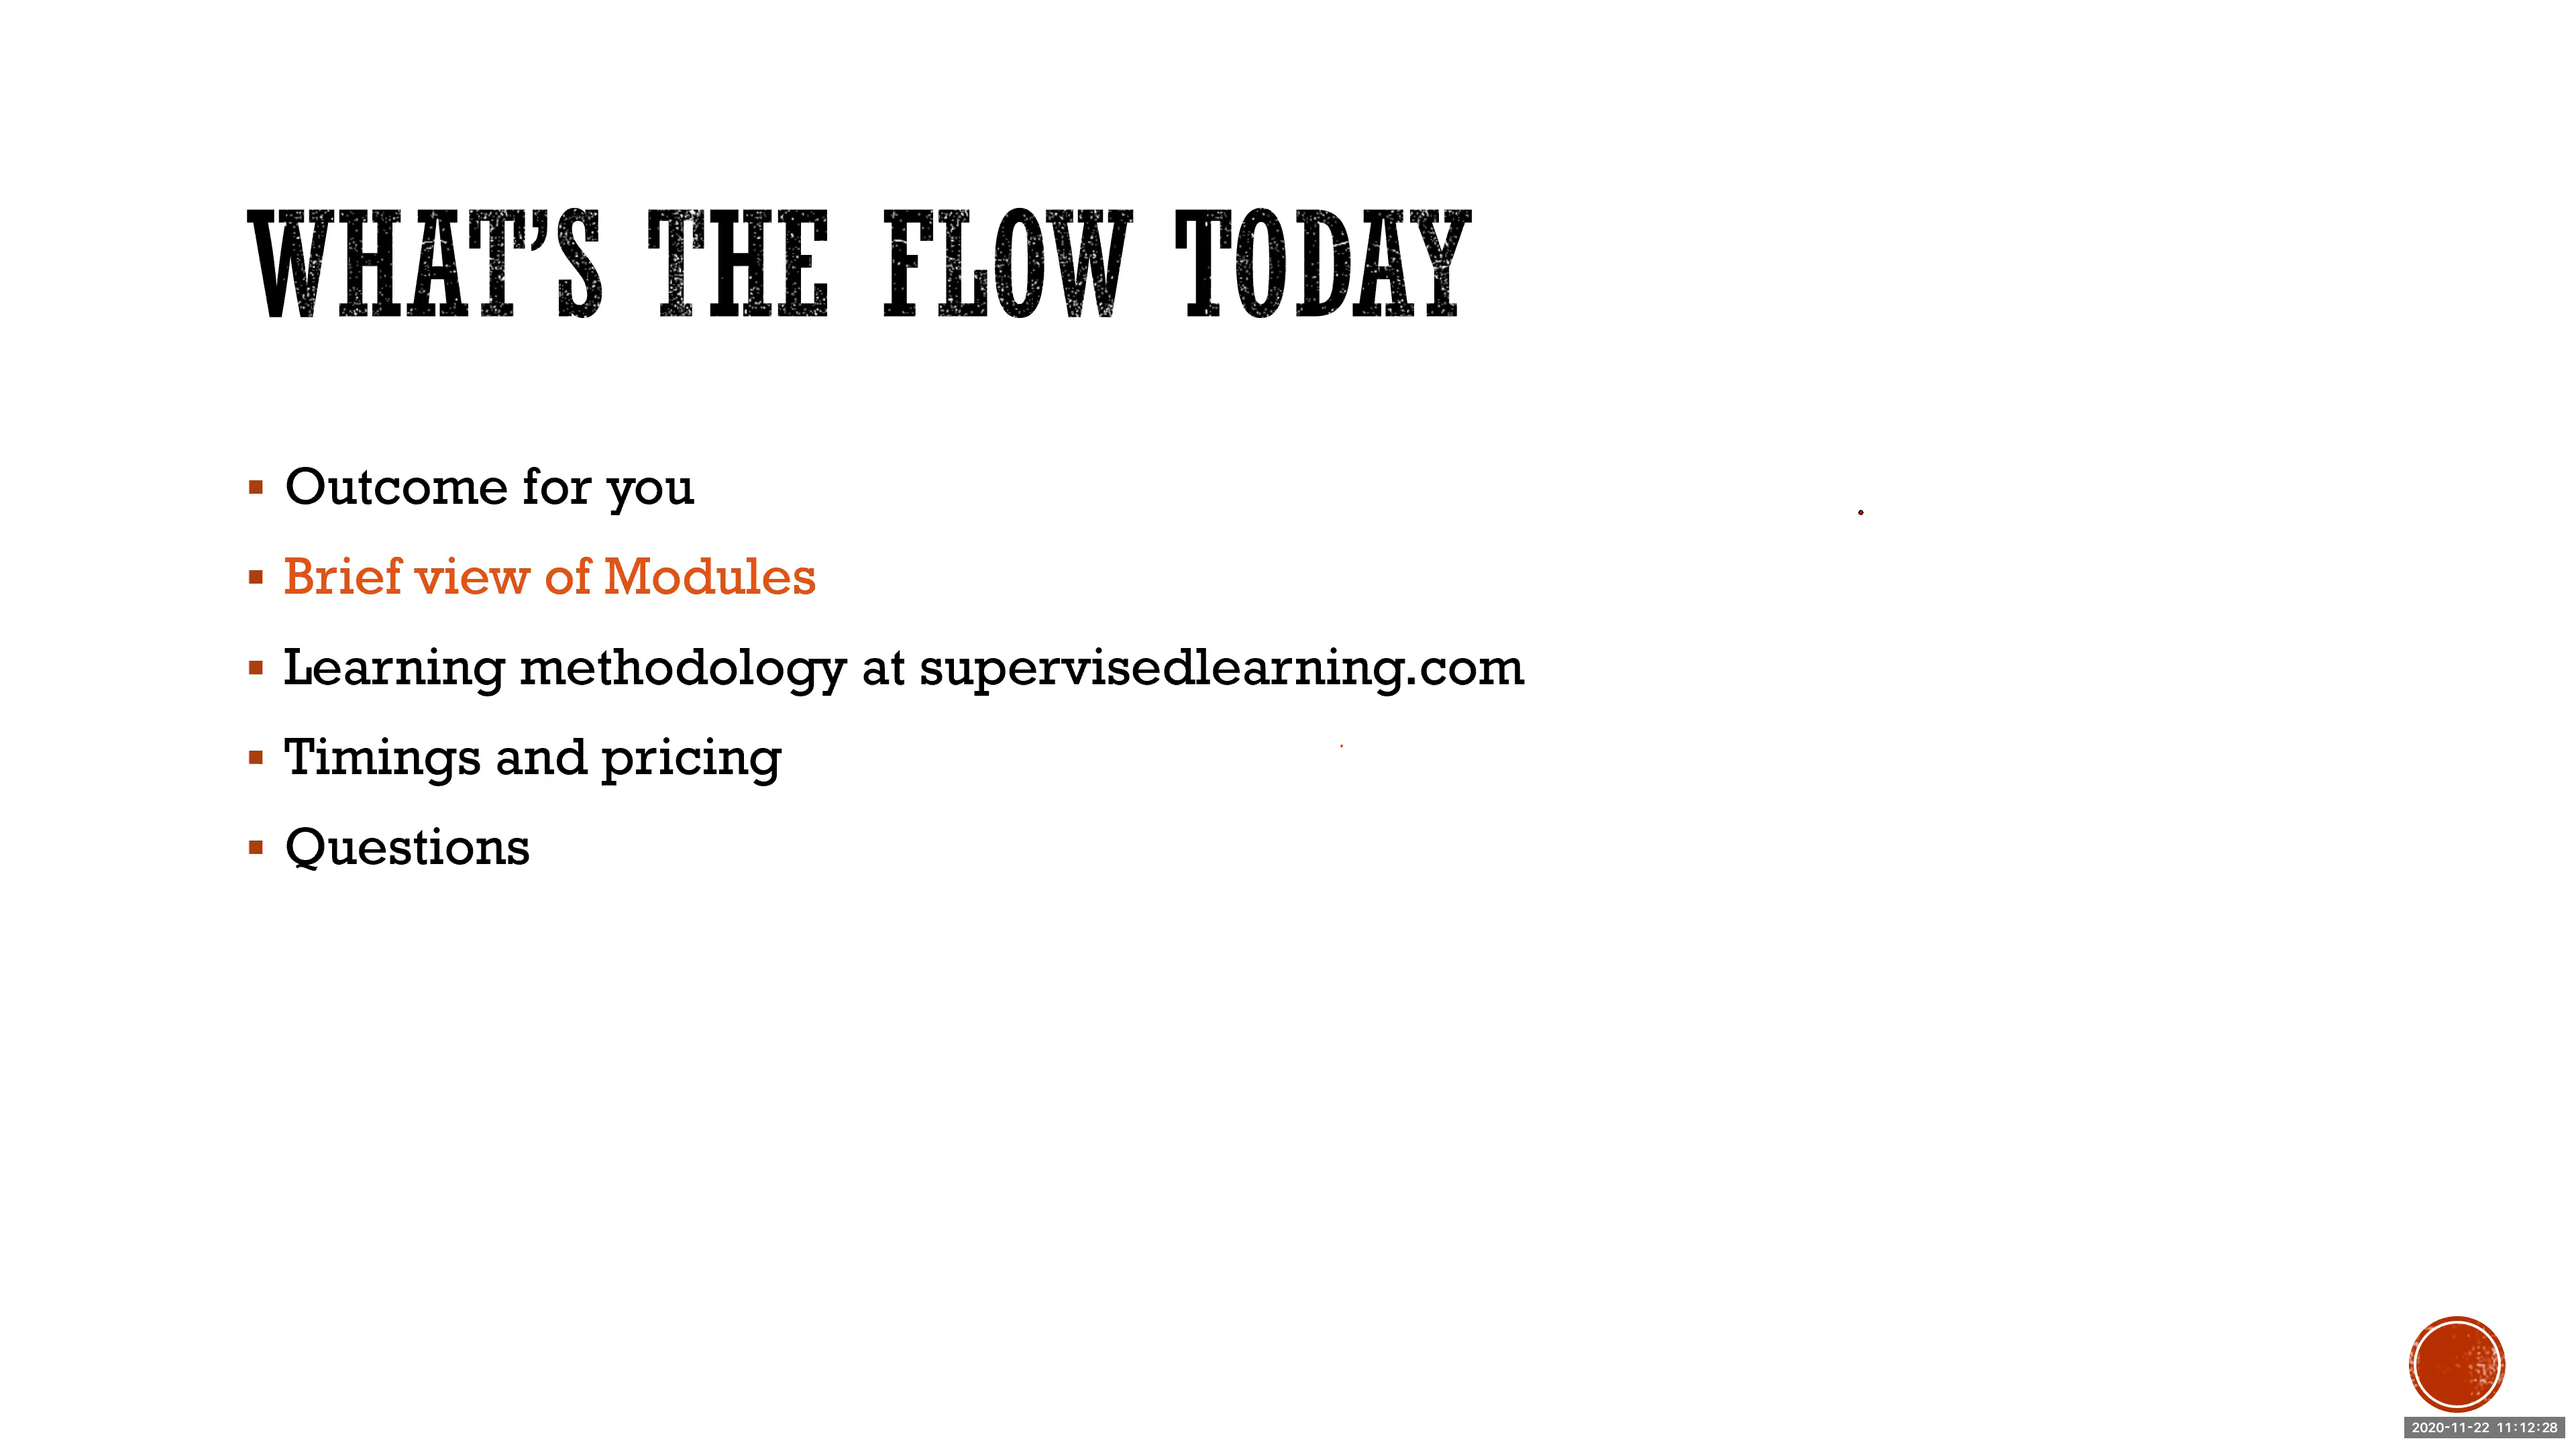 WHAT'S THE FLOW TODAY
Outcome for you
Brief view of Modules
Learning methodology at supervisedlearning.com
Timings and pricing
Questions
2020-11-22 11:12:28